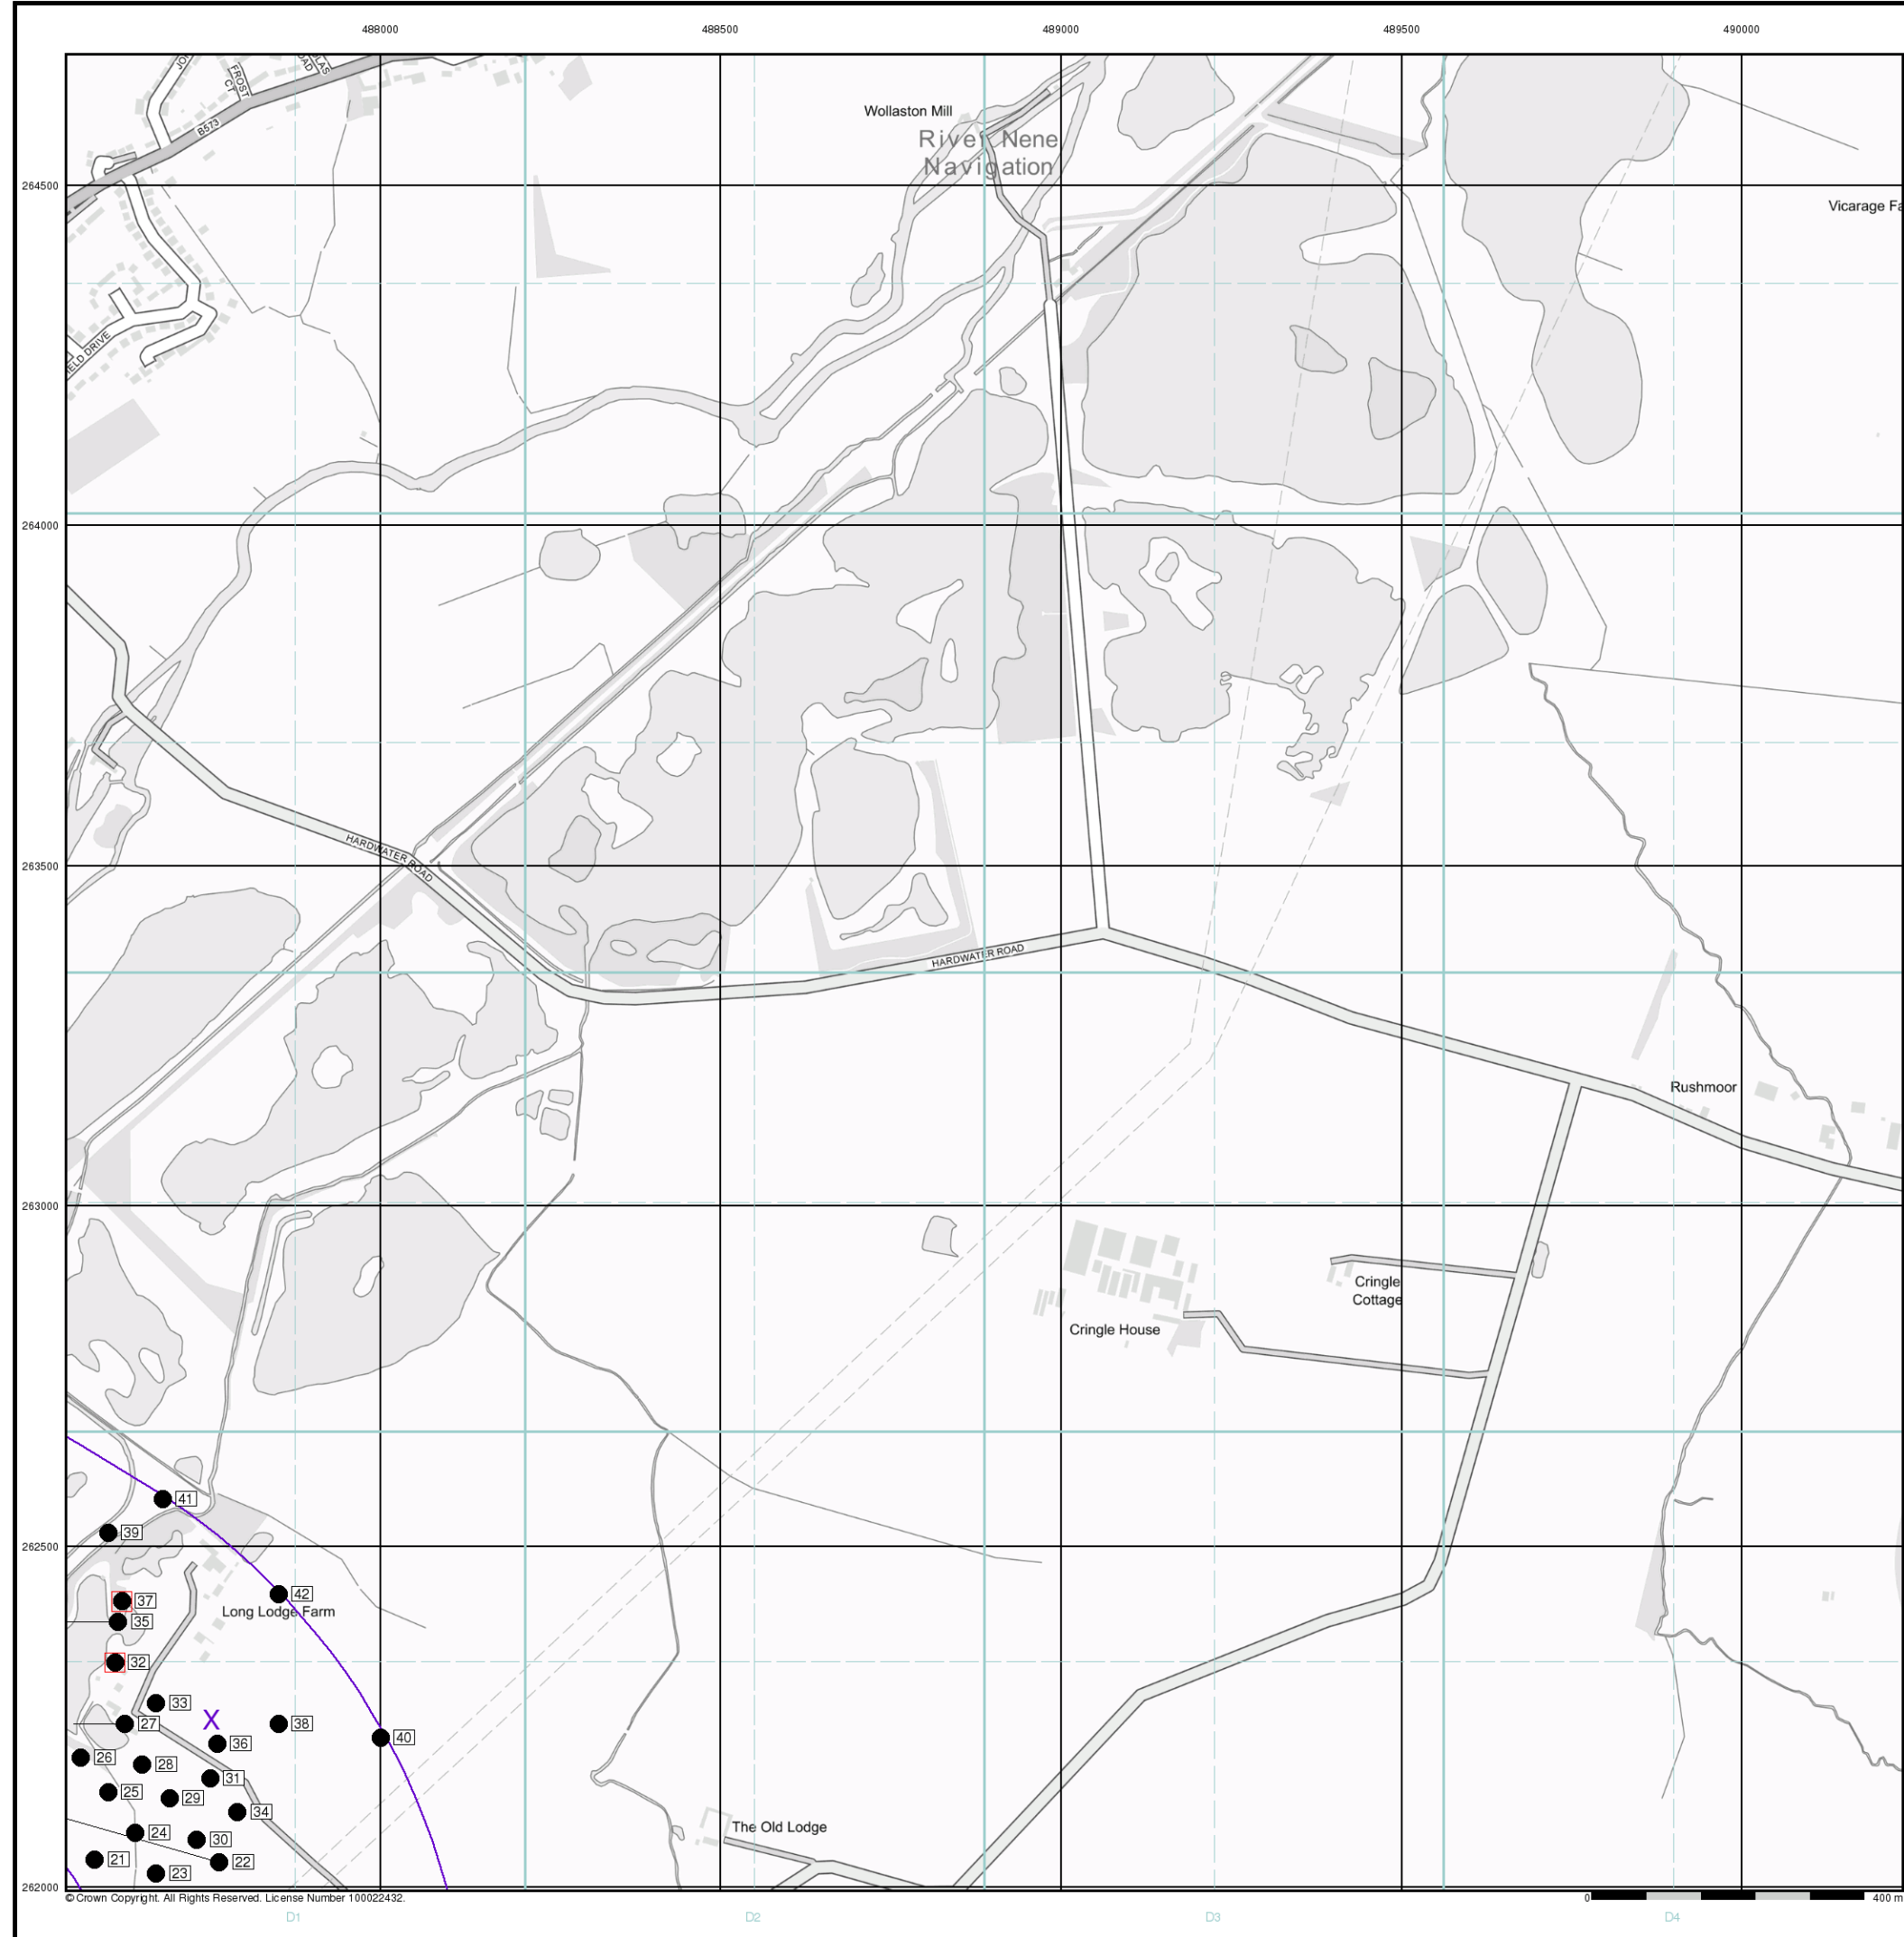 488000 488500 489000 489500 490000
FROST
CT
B573
Wollaston Mill
River Nene
Navigation
264500
Vicarage Fa
IELD DRIVE
264000
HARDWATER ROAD
263500
HARDWATER ROAD
Rushmoor
263000
Cringle
Cottage
Cringle House
41
39
262500
42
37
Long Lodge Farm
35
32
33
X
27
38
36
40
26
28
31
25
29
34
24
30
The Old Lodge
21
22
23
262000
© Crown Copyright. All Rights Reserved. License Number 100022432.
0 400 m
D1 D2 D3 D4